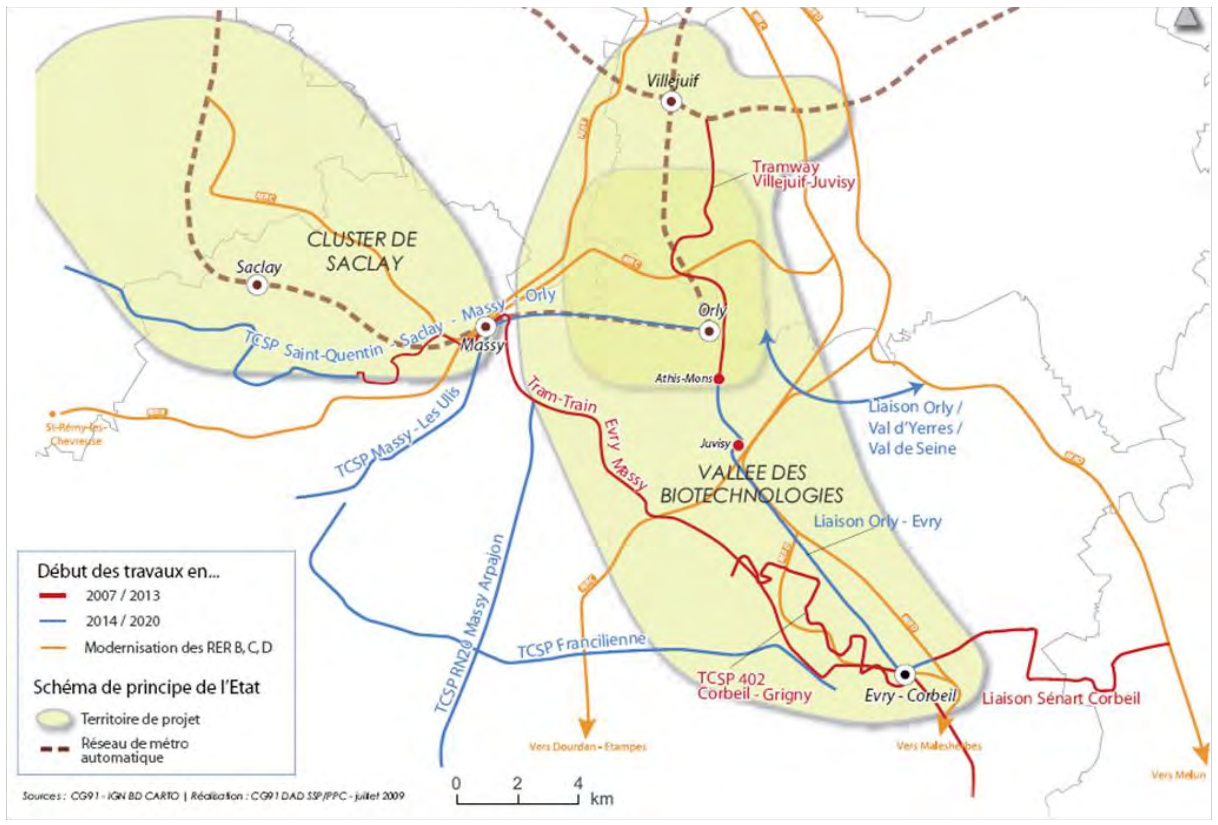 Villejuif
Tramway
Villejuif-Juvisy
CLUSTER DE
SACLAY
Saclay
Orly
TCSP Saint-Quentin - Saclay - Massy - Orly
Massy
Athis-Mons
St-Rémy-lès-
Chevreuse
TCSP Massy - Les Ulis
Tram-Train Evry Massy
Liaison Orly /
Val d'Yerres /
Val de Seine
Juvisy
VALLEE DES
BIOTECHNOLOGIES
Liaison Orly - Evry
TCSP RN20 Massy Arpajon
TCSP Francilienne
TCSP 402
Corbeil - Grigny
Evry - Corbeil
Liaison Sénart Corbeil
Vers Dourdan - Etampes
Vers Malesherbes
Vers Melun
Début des travaux en...
2007 / 2013
2014 / 2020
Modernisation des RER B, C, D
Schéma de principe de l'Etat
Territoire de projet
Réseau de métro
automatique
Sources : CG91 - IGN BD CARTO | Réalisation : CG91 DAD SSP/PPC - juillet 2009
0 2 4
km